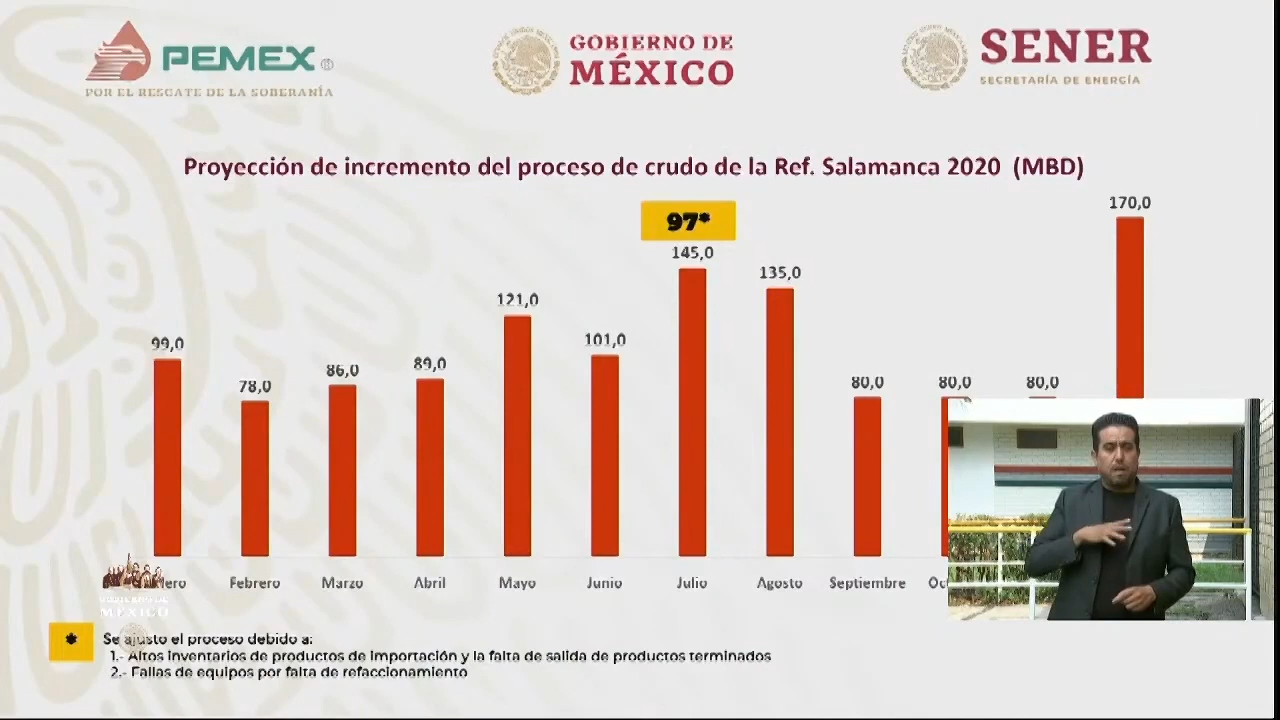 PEMEX®
POR EL RESCATE DE LA SOBERANÍA
GOBIERNO DE
MÉXICO
SENER
SECRETARÍA DE ENERGÍA
Proyección de incremento del proceso de crudo de la Ref. Salamanca 2020 (MBD)
97*
99,0
78,0
86,0
89,0
121,0
101,0
145,0
135,0
80,0
80,0
80,0
170,0
Febrero
Marzo
Abril
Mayo
Junio
Julio
Agosto
Septiembre
GOBIERNO DE
MÉXICO
* Se ajusto el proceso debido a:
1.- Altos inventarios de productos de importación y la falta de salida de productos terminados
2.- Fallas de equipos por falta de refaccionamiento